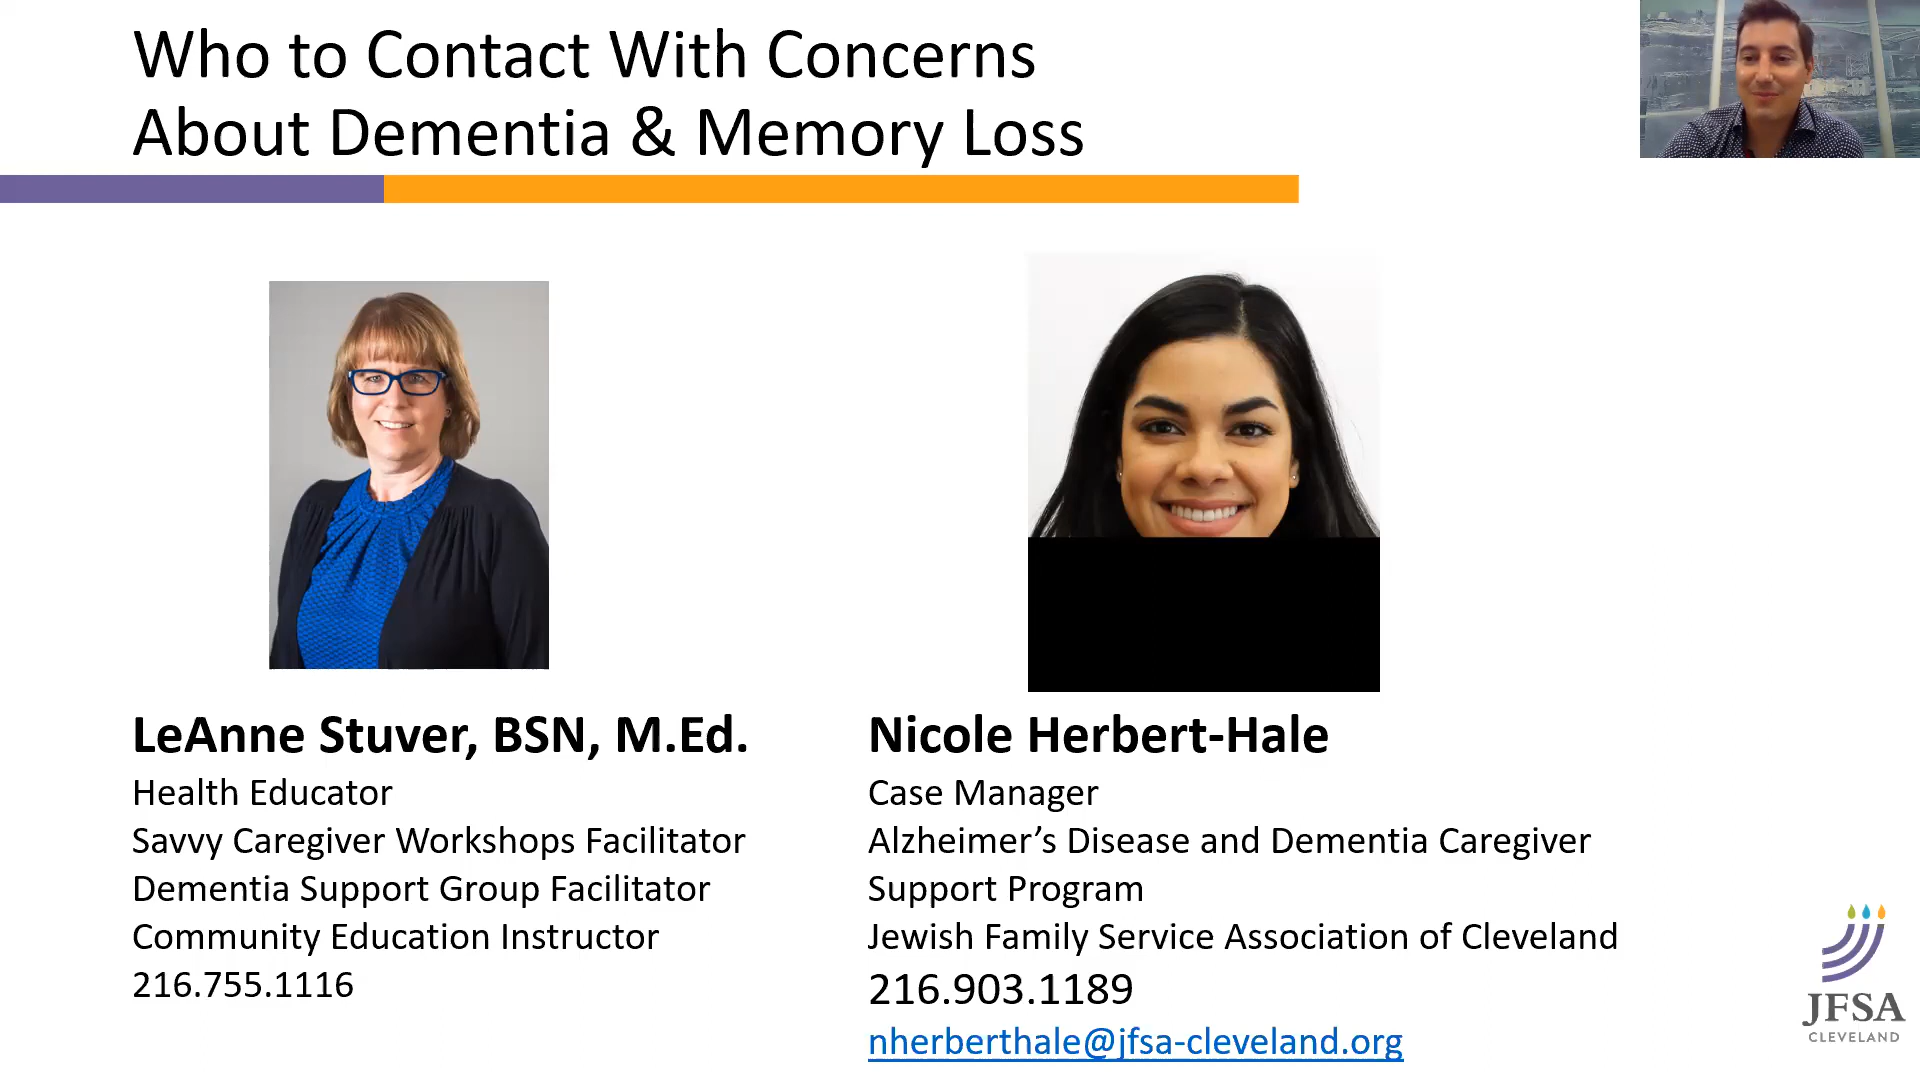 Who to Contact With Concerns
About Dementia & Memory Loss
LeAnne Stuver, BSN, M.Ed.
Health Educator
Savvy Caregiver Workshops Facilitator
Dementia Support Group Facilitator
Community Education Instructor
216.755.1116
Nicole Herbert-Hale
Case Manager
Alzheimer’s Disease and Dementia Caregiver
Support Program
Jewish Family Service Association of Cleveland
216.903.1189
nherberthale@jfsa-cleveland.org
JFSA
CLEVELAND